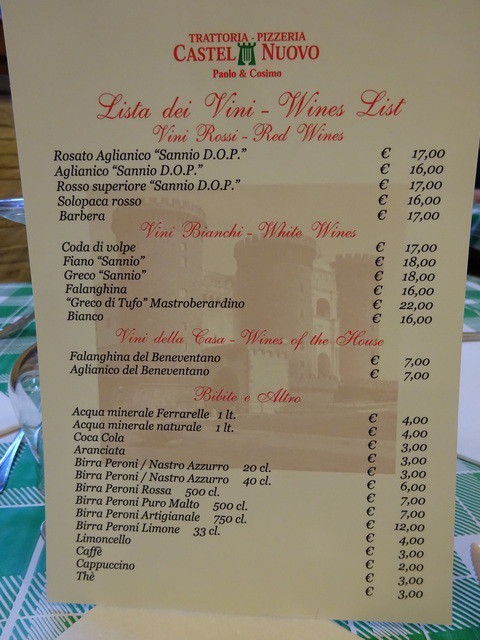 TRATTORIA - PIZZERIA
CASTEL NUOVO
Paolo & Cosimo
Lista dei Vini - Wines List
Vini Rossi - Red Wines
Rosato Aglianico “Sannio D.O.P.” € 17,00
Aglianico “Sannio D.O.P.” € 16,00
Rosso superiore “Sannio D.O.P.” € 17,00
Solopaca rosso € 16,00
Barbera € 17,00
Vini Bianchi - White Wines
Coda di volpe € 17,00
Fiano “Sannio” € 18,00
Greco “Sannio” € 18,00
Falanghina € 16,00
“Greco di Tufo” Mastroberardino € 22,00
Bianco € 16,00
Vini della Casa - Wines of the House
Falanghina del Beneventano € 7,00
Aglianico del Beneventano € 7,00
Bibite e Altro
Acqua minerale Ferrarelle 1 lt. € 4,00
Acqua minerale naturale 1 lt. € 4,00
Coca Cola € 3,00
Aranciata € 3,00
Birra Peroni / Nastro Azzurro 20 cl. € 3,00
Birra Peroni / Nastro Azzurro 40 cl. € 6,00
Birra Peroni Rossa 500 cl. € 7,00
Birra Peroni Puro Malto 500 cl. € 7,00
Birra Peroni Artigianale 750 cl. € 12,00
Birra Peroni Limone 33 cl. € 4,00
Limoncello € 3,00
Caffè € 2,00
Cappuccino € 3,00
Thè € 3,00